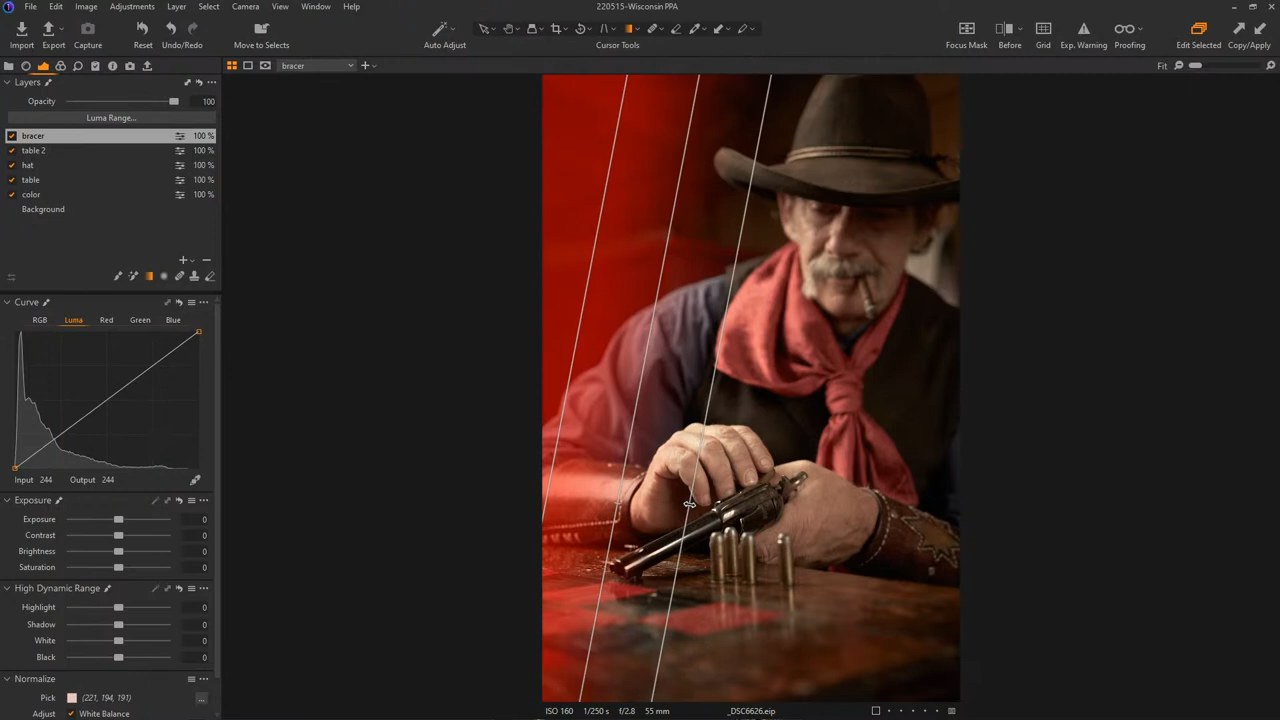 220515-Wisconsin PPA
File Edit Image Adjustments Layer Select Camera View Window Help
Import Export Capture Reset Undo/Redo Move to Selects Auto Adjust Cursor Tools Focus Mask Before Grid Exp. Warning Proofing Edit Selected Copy/Apply
bracer
Fit
Layers
Opacity 100
Luma Range...
bracer 100 %
table 2 100 %
hat 100 %
table 100 %
color 100 %
Background
Curve
RGB Luma Red Green Blue
Input 244 Output 244
Exposure
Exposure 0
Contrast 0
Brightness 0
Saturation 0
High Dynamic Range
Highlight 0
Shadow 0
White 0
Black 0
Normalize
Pick (221, 194, 191) ...
Adjust White Balance
ISO 160 1/250 s f/2.8 55 mm _DSC6626.eip